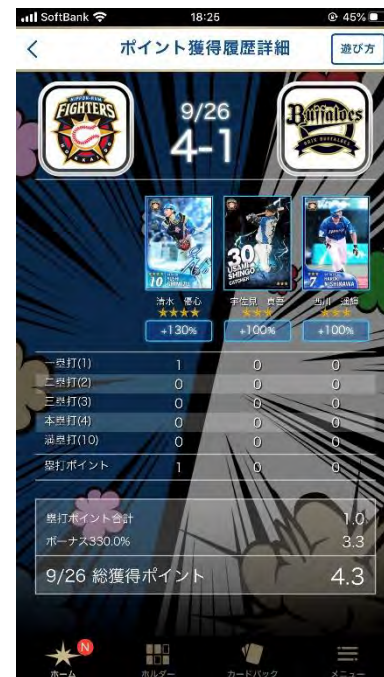 SoftBank 18:25 45%
ポイント獲得履歴詳細 遊び方
FIGHTERS 9/26 Buffaloes
4-1
10 30 USAMI SHINGO 7 NISHIKAWA
清水 優心 宇佐見 真吾 西川 遥輝
★★★★ ★★★ ★★★
+130% +100% +100%
一塁打(1) 1 0 0
二塁打(2) 0 0 0
三塁打(3) 0 0 0
本塁打(4) 0 0 0
満塁打(10) 0 0 0
塁打ポイント 1 0 0
塁打ポイント合計 1.0
ボーナス330.0% 3.3
9/26 総獲得ポイント 4.3
N
ホーム ホルダー カードパック メニュー